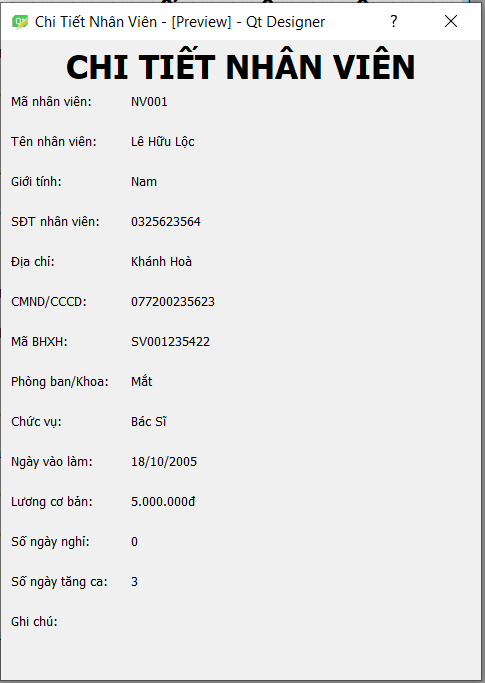 Chi Tiết Nhân Viên - [Preview] - Qt Designer
CHI TIẾT NHÂN VIÊN
Mã nhân viên: NV001
Tên nhân viên: Lê Hữu Lộc
Giới tính: Nam
SĐT nhân viên: 0325623564
Địa chỉ: Khánh Hoà
CMND/CCCD: 077200235623
Mã BHXH: SV001235422
Phòng ban/Khoa: Mắt
Chức vụ: Bác Sĩ
Ngày vào làm: 18/10/2005
Lương cơ bản: 5.000.000đ
Số ngày nghỉ: 0
Số ngày tăng ca: 3
Ghi chú: